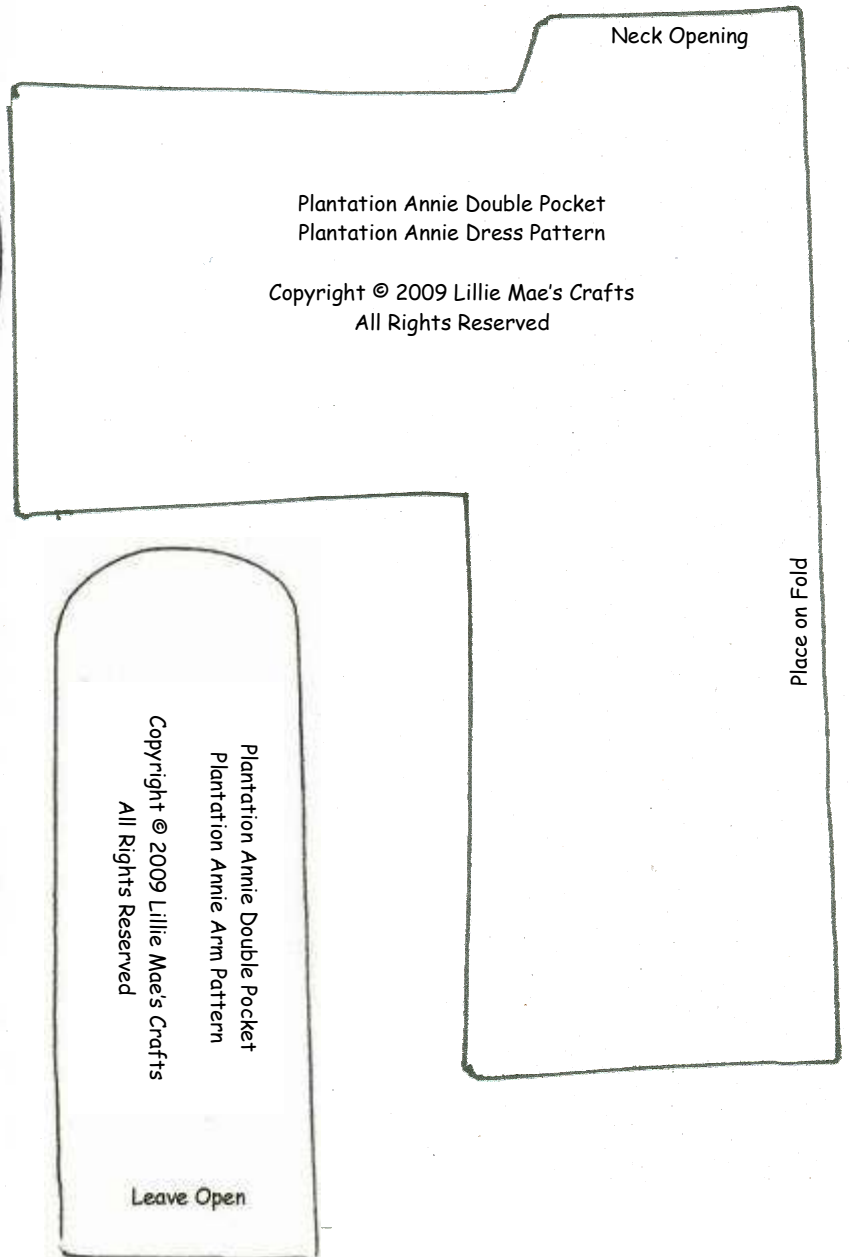 Neck Opening
Plantation Annie Double Pocket
Plantation Annie Dress Pattern
Copyright © 2009 Lillie Mae's Crafts
All Rights Reserved
Place on Fold
Plantation Annie Double Pocket
Plantation Annie Arm Pattern
Copyright © 2009 Lillie Mae's Crafts
All Rights Reserved
Leave Open